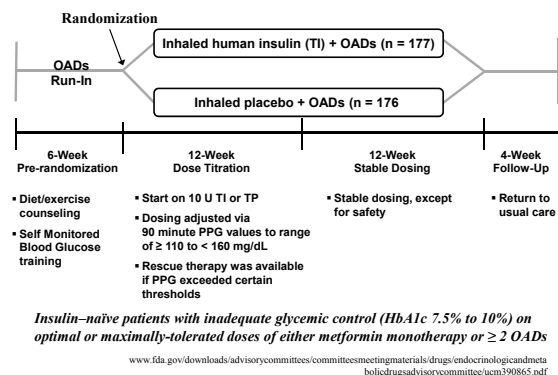 Randomization
OADs
Run-In
Inhaled human insulin (TI) + OADs (n = 177)
Inhaled placebo + OADs (n = 176
6-Week
Pre-randomization
12-Week
Dose Titration
12-Week
Stable Dosing
4-Week
Follow-Up
▪ Diet/exercise
counseling
▪ Self Monitored
Blood Glucose
training
▪ Start on 10 U TI or TP
▪ Dosing adjusted via
90 minute PPG values to range
of ≥ 110 to < 160 mg/dL
▪ Rescue therapy was available
if PPG exceeded certain
thresholds
▪ Stable dosing, except
for safety
▪ Return to
usual care
Insulin–naïve patients with inadequate glycemic control (HbA1c 7.5% to 10%) on
optimal or maximally-tolerated doses of either metformin monotherapy or ≥ 2 OADs
www.fda.gov/downloads/advisorycommittees/committeesmeetingmaterials/drugs/endocrinologicandmeta
bolicdrugsadvisorycommittee/ucm390865.pdf